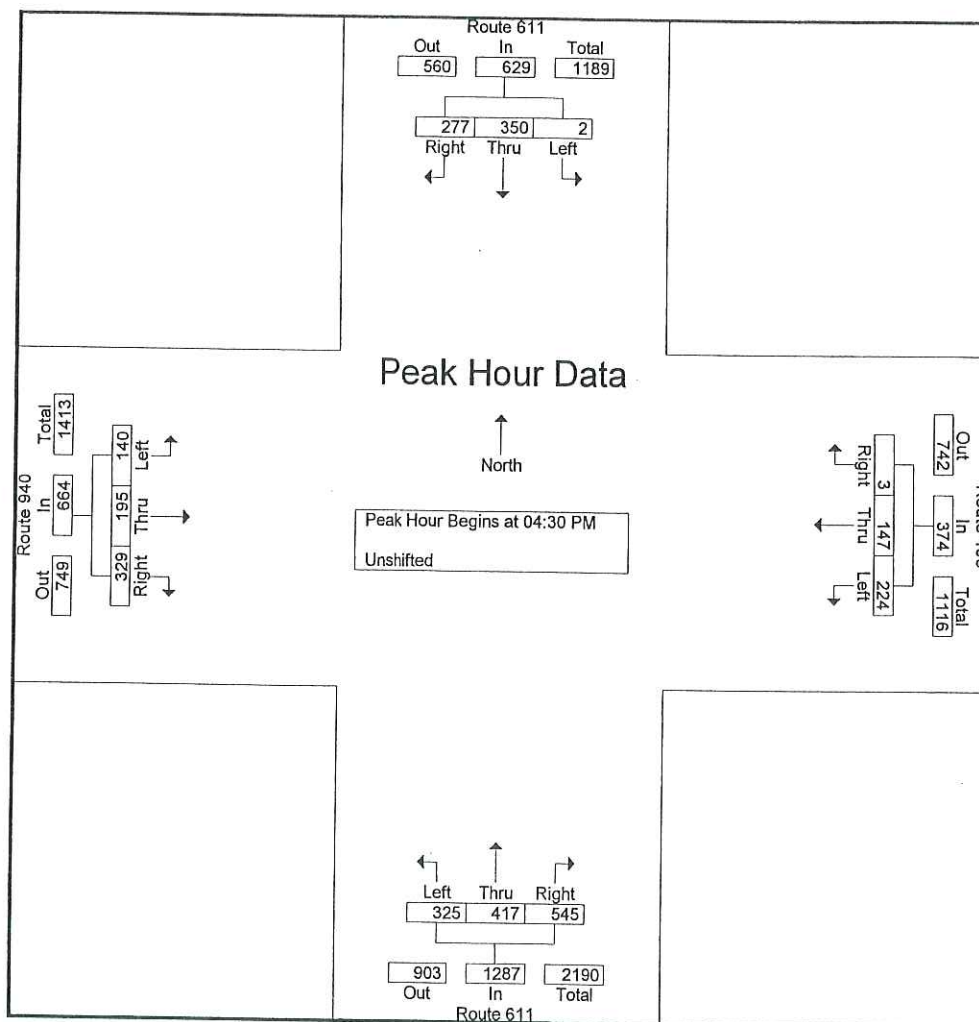 Route 611
Out In Total
560 629 1189
277 350 2
Right Thru Left
Peak Hour Data
North
Peak Hour Begins at 04:30 PM
Unshifted
Route 940
Total In Out
1413 664 749
140 195 329
Left Thru Right
Out In Total
742 374 1116
3 147 224
Right Thru Left
Left Thru Right
325 417 545
903 1287 2190
Out In Total
Route 611